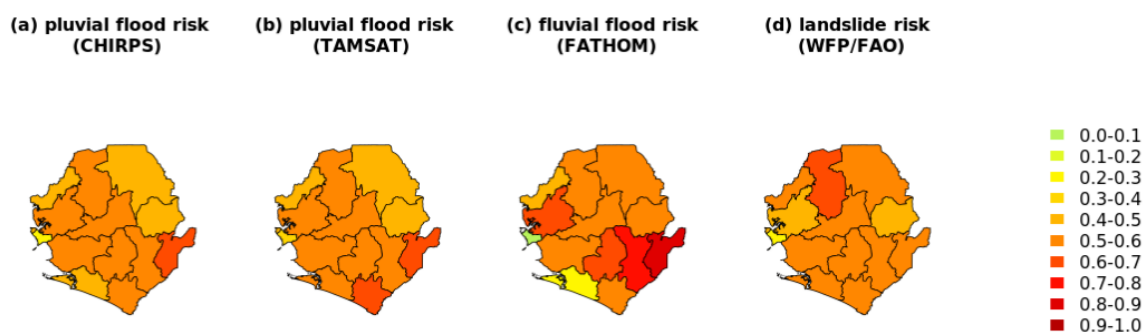 (a) pluvial flood risk
(CHIRPS)
(b) pluvial flood risk
(TAMSAT)
(c) fluvial flood risk
(FATHOM)
(d) landslide risk
(WFP/FAO)
0.0-0.1
0.1-0.2
0.2-0.3
0.3-0.4
0.4-0.5
0.5-0.6
0.6-0.7
0.7-0.8
0.8-0.9
0.9-1.0